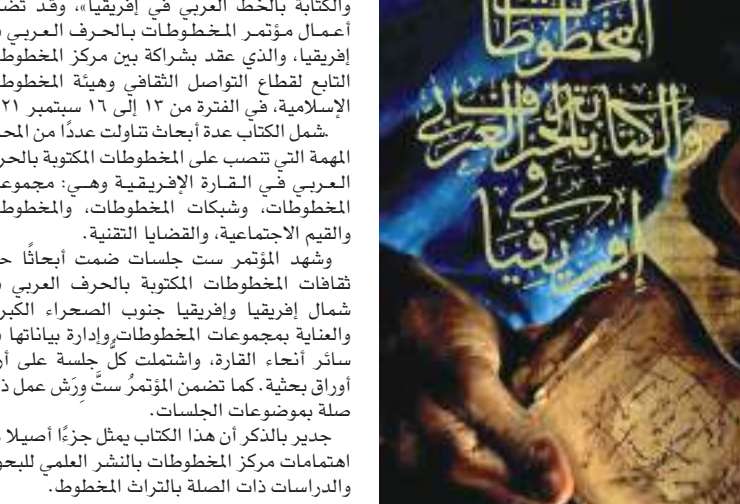 والكتابة بالخط العربي في إفريقيا»، وقد
أعمال مؤتمر المخطوطات بالحرف العربي
إفريقيا، والذي عقد بشراكة بين مركز
التابع لقطاع التواصل الثقافي وهيئة
الإسلامية، في الفترة من ١٣ إلى ١٦ سبتمبر
شمل الكتاب عدة أبحاث تناولت عددًا من
المهمة التي تنصب على المخطوطات المكتوبة
العربي في القارة الإفريقية وهي:
المخطوطات، وشبكات المخطوطات،
والقيم الاجتماعية، والقضايا التقنية.
وشهد المؤتمر ست جلسات ضمت أبحاثًا
ثقافات المخطوطات المكتوبة بالحرف العربي
شمال إفريقيا وإفريقيا جنوب الصحراء
والعناية بمجموعات المخطوطات وإدارة بياناتها
سائر أنحاء القارة، واشتملت كلُّ جلسة على
أوراق بحثية. كما تضمن المؤتمرُ ستَّ وِرَش عمل
صلة بموضوعات الجلسات.
جدير بالذكر أن هذا الكتاب يمثل جزءًا أصيلا
اهتمامات مركز المخطوطات بالنشر العلمي
والدراسات ذات الصلة بالتراث المخطوط.
المخطوطات
والكتابة بالحرف العربي
في
إفريقيا